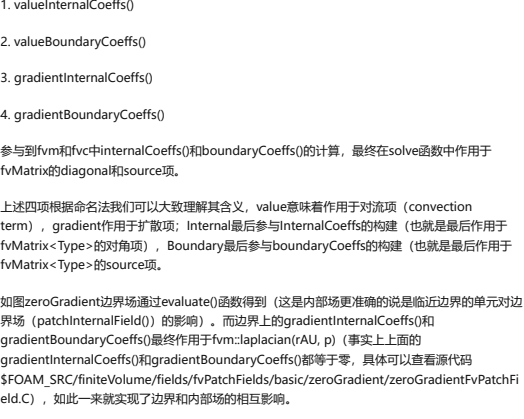 1. valueInternalCoeffs()
2. valueBoundaryCoeffs()
3. gradientInternalCoeffs()
4. gradientBoundaryCoeffs()
参与到fvm和fvc中internalCoeffs()和boundaryCoeffs()的计算，最终在solve函数中作用于
fvMatrix的diagonal和source项。
上述四项根据命名法我们可以大致理解其含义，value意味着作用于对流项（convection
term），gradient作用于扩散项；Internal最后参与InternalCoeffs的构建（也就是最后作用于
fvMatrix<Type>的对角项），Boundary最后参与boundaryCoeffs的构建（也就是最后作用于
fvMatrix<Type>的source项。
如图zeroGradient边界场通过evaluate()函数得到（这是内部场更准确的说是临近边界的单元对边
界场（patchInternalField()）的影响）。而边界上的gradientInternalCoeffs()和
gradientBoundaryCoeffs()最终作用于fvm::laplacian(rAU, p)（事实上上面的
gradientInternalCoeffs()和gradientBoundaryCoeffs()都等于零，具体可以查看源代码
$FOAM_SRC/finiteVolume/fields/fvPatchFields/basic/zeroGradient/zeroGradientFvPatchFi
eld.C），如此一来就实现了边界和内部场的相互影响。